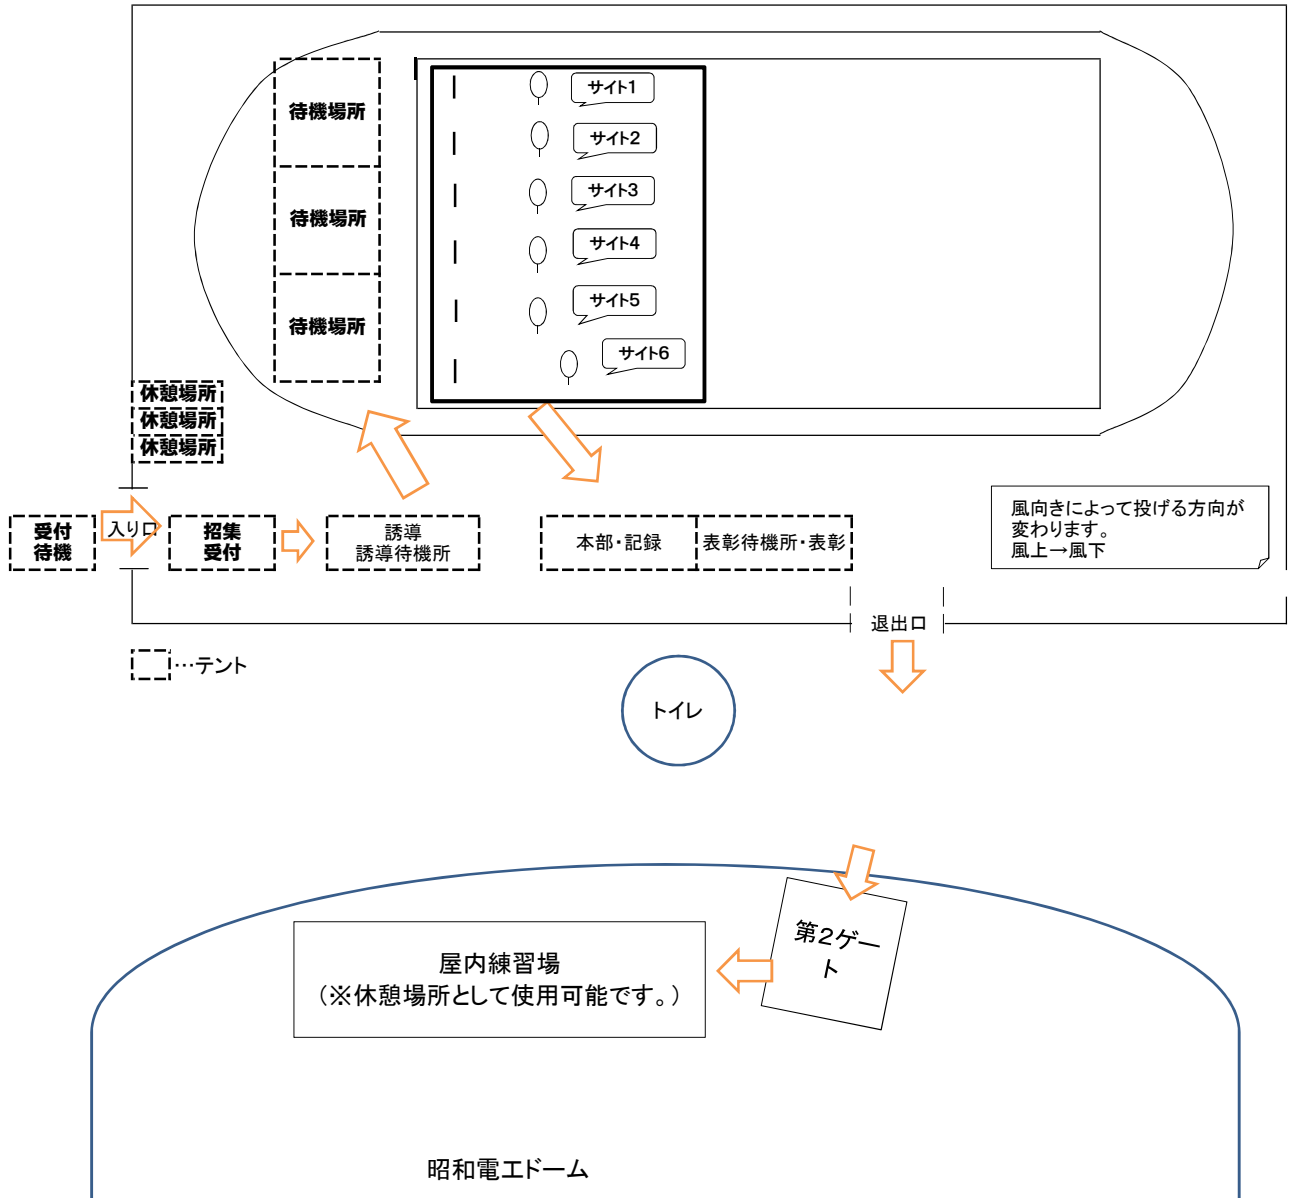 サイト1
待機場所
サイト2
サイト3
待機場所
サイト4
サイト5
待機場所
サイト6
休憩場所
休憩場所
休憩場所
受付
待機
入り口
招集
受付
誘導
誘導待機所
本部・記録
表彰待機所・表彰
風向きによって投げる方向が
変わります。
風上→風下
退出口
…テント
トイレ
第2ゲー
ト
屋内練習場
(※休憩場所として使用可能です。)
昭和電工ドーム